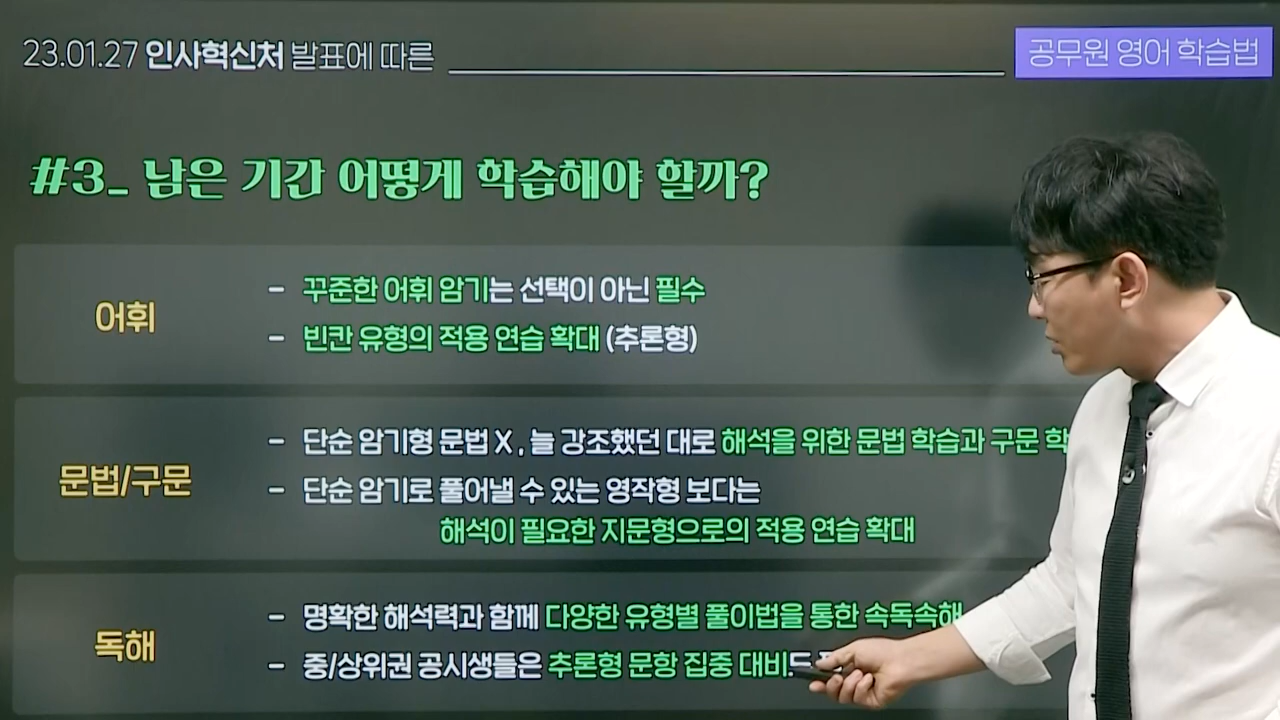 23.01.27 인사혁신처 발표에 따른
공무원 영어 학습법
#3_ 남은 기간 어떻게 학습해야 할까?
어휘
- 꾸준한 어휘 암기는 선택이 아닌 필수
- 빈칸 유형의 적용 연습 확대 (추론형)
문법/구문
- 단순 암기형 문법 X , 늘 강조했던 대로 해석을 위한 문법 학습과 구문
- 단순 암기로 풀어낼 수 있는 영작형 보다는
해석이 필요한 지문형으로의 적용 연습 확대
독해
- 명확한 해석력과 함께 다양한 유형별 풀이법을 통한 속독속해
- 중/상위권 공시생들은 추론형 문항 집중 대비도